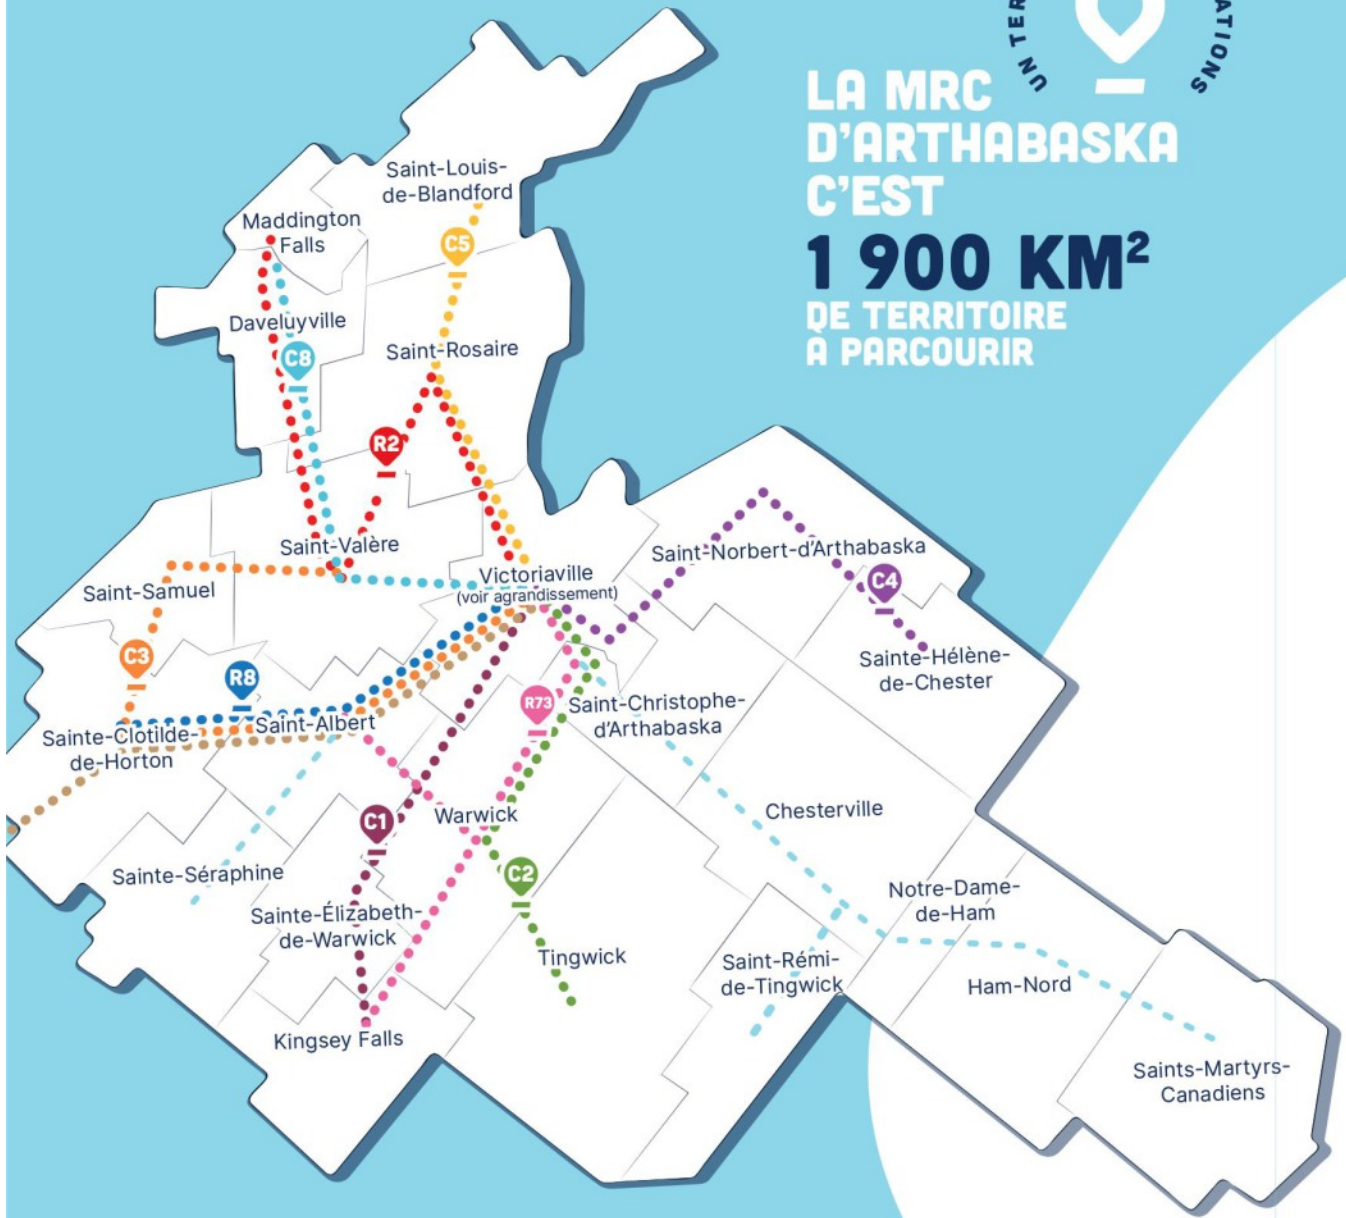 UN TER
ATIONS
LA MRC
D'ARTHABASKA
C'EST
1 900 KM²
DE TERRITOIRE
À PARCOURIR
Saint-Louis-
de-Blandford
Maddington
Falls
C5
Daveluyville
C8
Saint-Rosaire
R2
Saint-Valère
Saint-Norbert-d'Arthabaska
Victoriaville
(voir agrandissement)
Saint-Samuel
C4
C3
R8
Sainte-Hélène-
de-Chester
R73
Saint-Christophe-
d'Arthabaska
Saint-Albert
Sainte-Clotilde-
de-Horton
Chesterville
C1
Warwick
Sainte-Séraphine
C2
Notre-Dame-
de-Ham
Sainte-Élizabeth-
de-Warwick
Tingwick
Saint-Rémi-
de-Tingwick
Ham-Nord
Kingsey Falls
Saints-Martyrs-
Canadiens